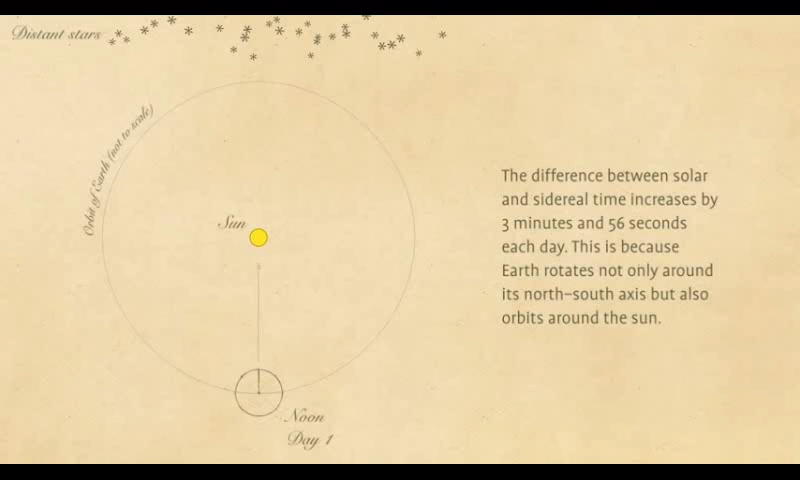 Distant stars
Orbit of Earth (not to scale)
Sun
The difference between solar
and sidereal time increases by
3 minutes and 56 seconds
each day. This is because
Earth rotates not only around
its north–south axis but also
orbits around the sun.
Noon
Day 1